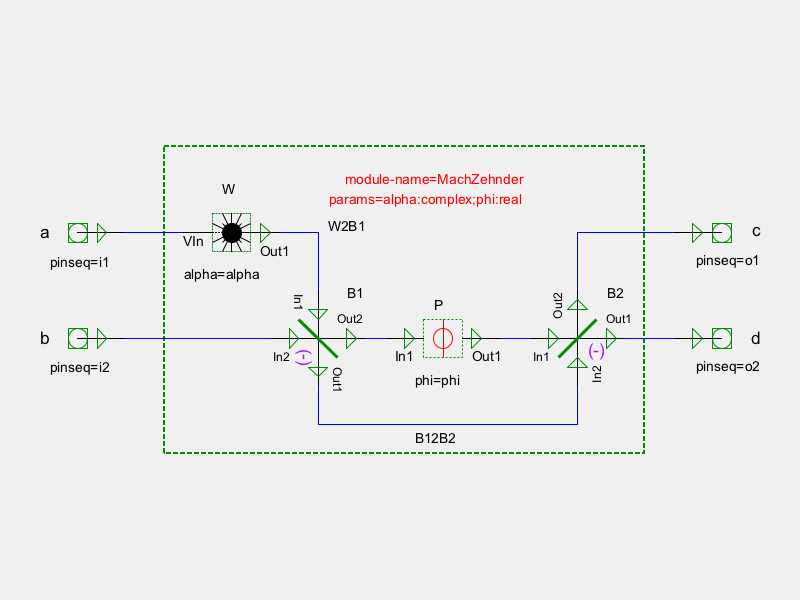 module-name=MachZehnder
params=alpha:complex;phi:real
W
a
VIn
Out1
W2B1
c
pinseq=i1
alpha=alpha
pinseq=o1
In1
B1
Out2
P
Out2
B2
Out1
b
In2
(-)
Out1
In1
Out1
In1
(-)
In2
d
pinseq=i2
phi=phi
pinseq=o2
B12B2